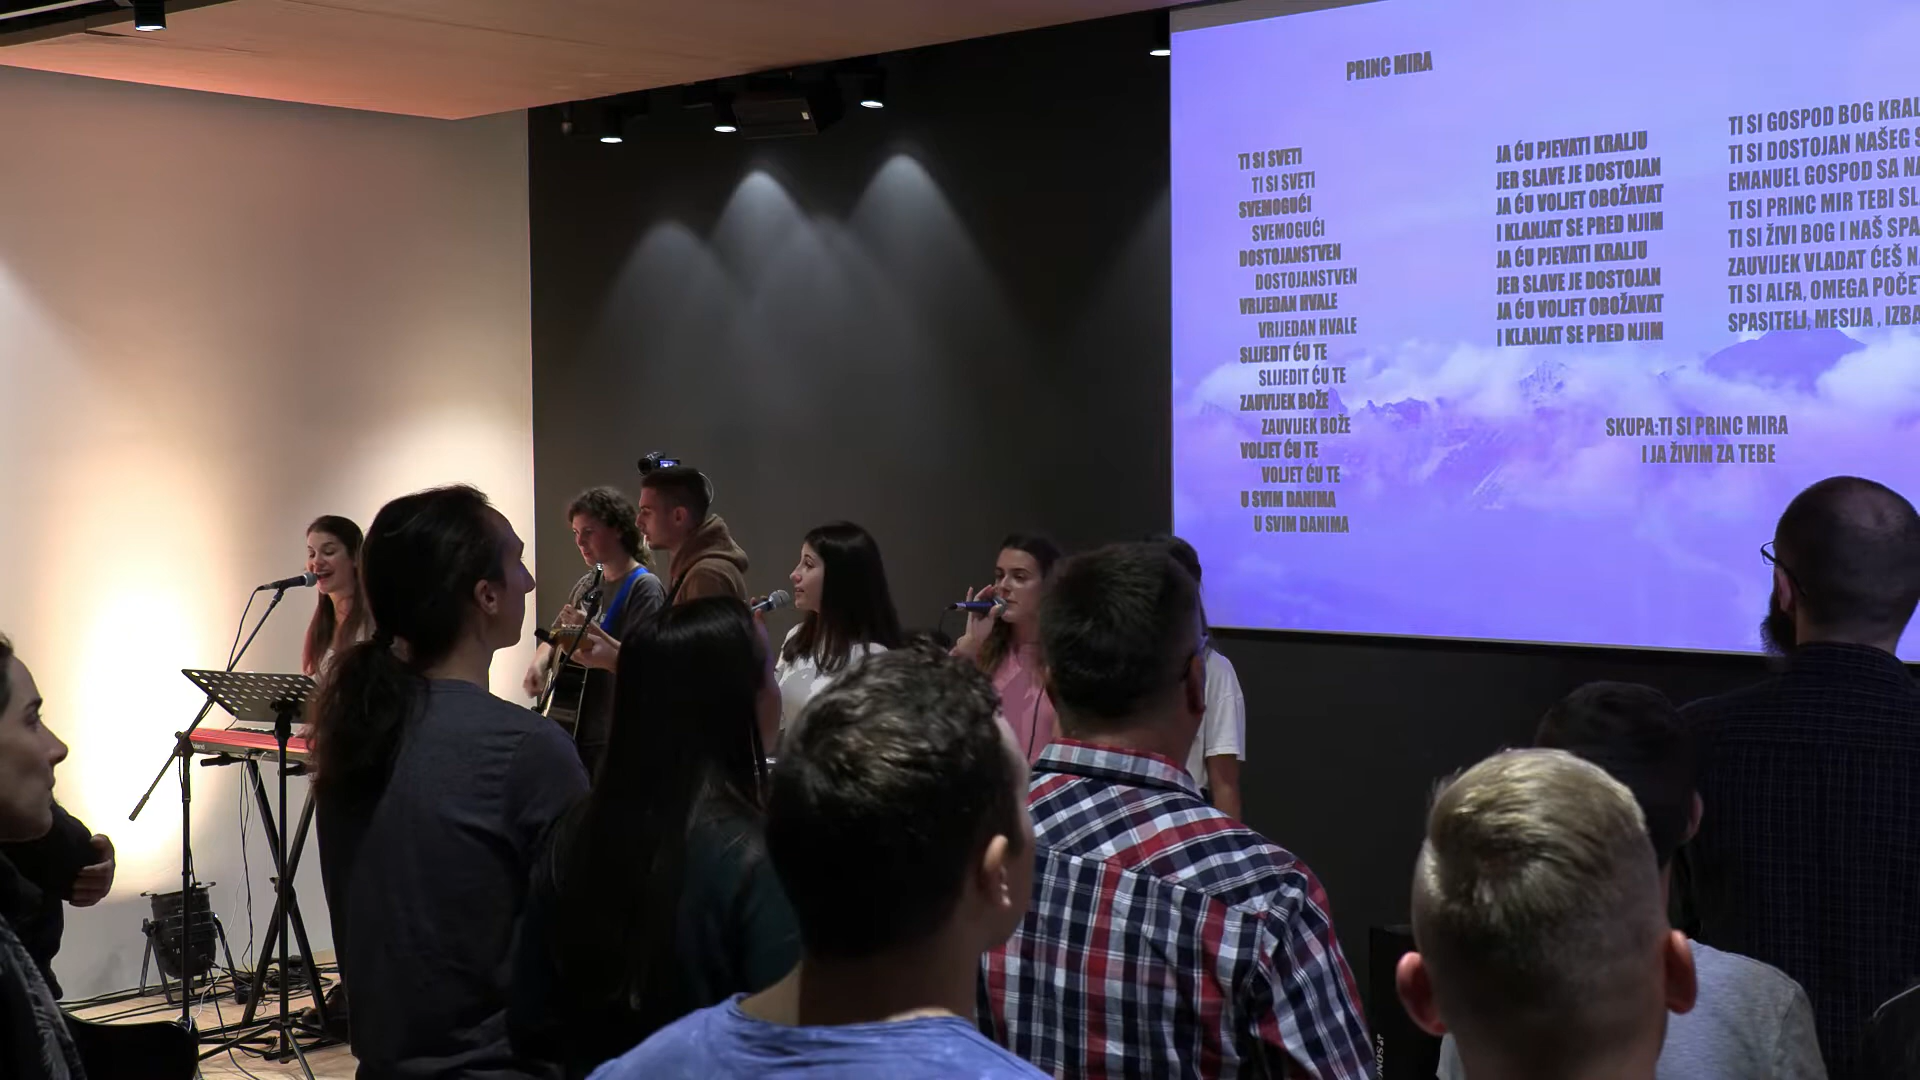 PRINC MIRA
TI SI SVETI
TI SI SVETI
SVEMOGUĆI
SVEMOGUĆI
DOSTOJANSTVEN
DOSTOJANSTVEN
VRIJEDAN HVALE
VRIJEDAN HVALE
SLIJEDIT ĆU TE
SLIJEDIT ĆU TE
ZAUVIJEK BOŽE
ZAUVIJEK BOŽE
VOLJET ĆU TE
VOLJET ĆU TE
U SVIM DANIMA
U SVIM DANIMA
JA ĆU PJEVATI KRALJU
JER SLAVE JE DOSTOJAN
JA ĆU VOLJET OBOŽAVAT
I KLANJAT SE PRED NJIM
JA ĆU PJEVATI KRALJU
JER SLAVE JE DOSTOJAN
JA ĆU VOLJET OBOŽAVAT
I KLANJAT SE PRED NJIM
TI SI GOSPOD BOG
TI SI DOSTOJAN NAŠEG
EMANUEL GOSPOD SA
TI SI PRINC MIR TEBI
TI SI ŽIVI BOG I NAŠ
ZAUVIJEK VLADAT ĆEŠ
TI SI ALFA, OMEGA
SPASITELJ, MESIJA ,
SKUPA:TI SI PRINC MIRA
I JA ŽIVIM ZA TEBE